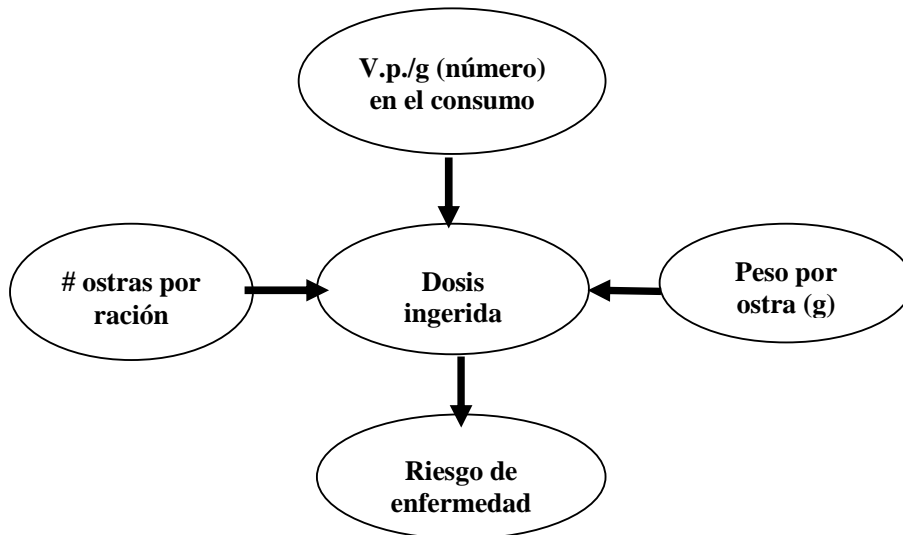 V.p./g (número)
en el consumo
# ostras por
ración
Dosis
ingerida
Peso por
ostra (g)
Riesgo de
enfermedad